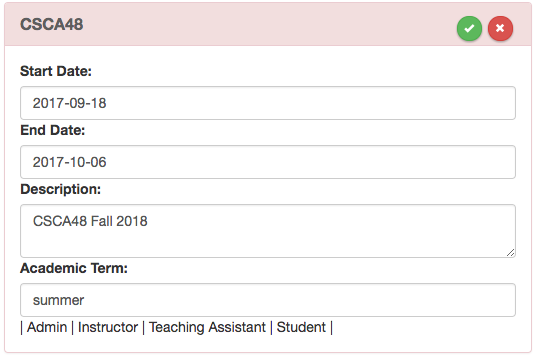 CSCA48
Start Date:
2017-09-18
End Date:
2017-10-06
Description:
CSCA48 Fall 2018
Academic Term:
summer
| Admin | Instructor | Teaching Assistant | Student |